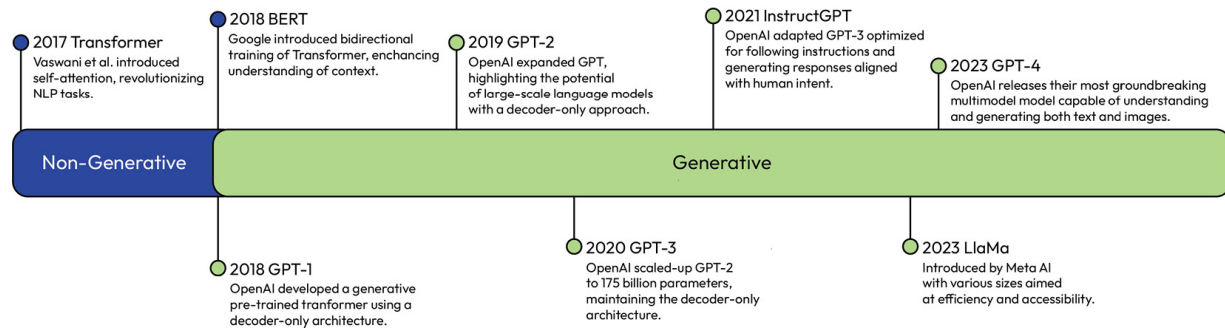 2017 Transformer
Vaswani et al. introduced
self-attention, revolutionizing
NLP tasks.
2018 BERT
Google introduced bidirectional
training of Transformer, enchancing
understanding of context.
2019 GPT-2
OpenAI expanded GPT,
highlighting the potential
of large-scale language models
with a decoder-only approach.
2021 InstructGPT
OpenAI adapted GPT-3 optimized
for following instructions and
generating responses aligned
with human intent.
2023 GPT-4
OpenAI releases their most groundbreaking
multimodel model capable of understanding
and generating both text and images.
Non-Generative
Generative
2018 GPT-1
OpenAI developed a generative
pre-trained tranformer using a
decoder-only architecture.
2020 GPT-3
OpenAI scaled-up GPT-2
to 175 billion parameters,
maintaining the decoder-only
architecture.
2023 LlaMa
Introduced by Meta AI
with various sizes aimed
at efficiency and accessibility.